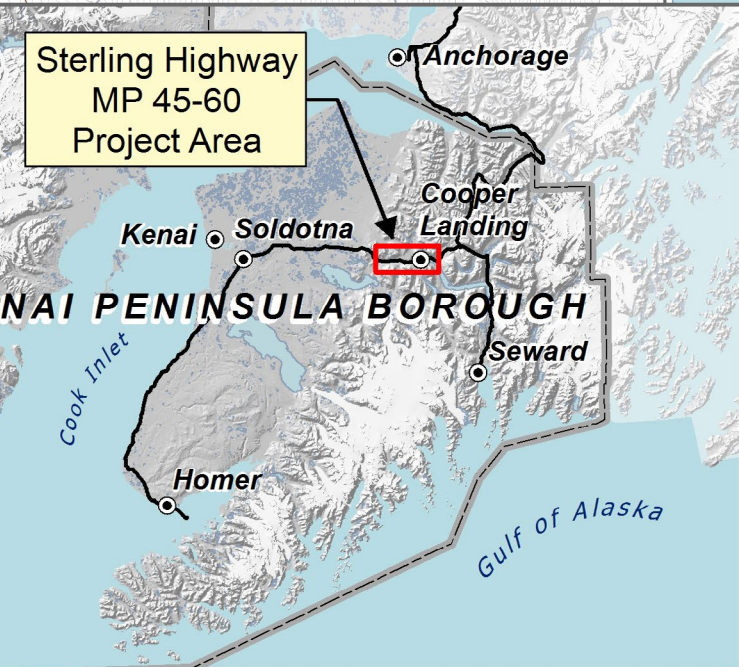 Sterling Highway
MP 45-60
Project Area
Anchorage
Cooper
Landing
Kenai
Soldotna
NAI PENINSULA BOROUGH
Seward
Cook Inlet
Homer
Gulf of Alaska